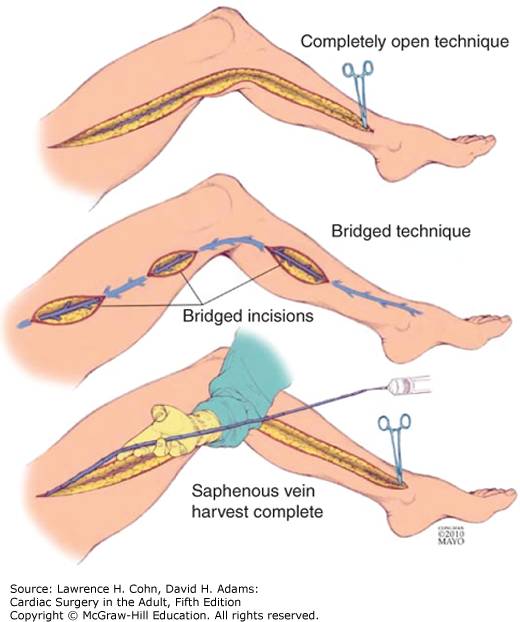 Completely open technique
Bridged technique
Bridged incisions
Saphenous vein
harvest complete
©2010
MAYO
Source: Lawrence H. Cohn, David H. Adams:
Cardiac Surgery in the Adult, Fifth Edition
Copyright © McGraw-Hill Education. All rights reserved.